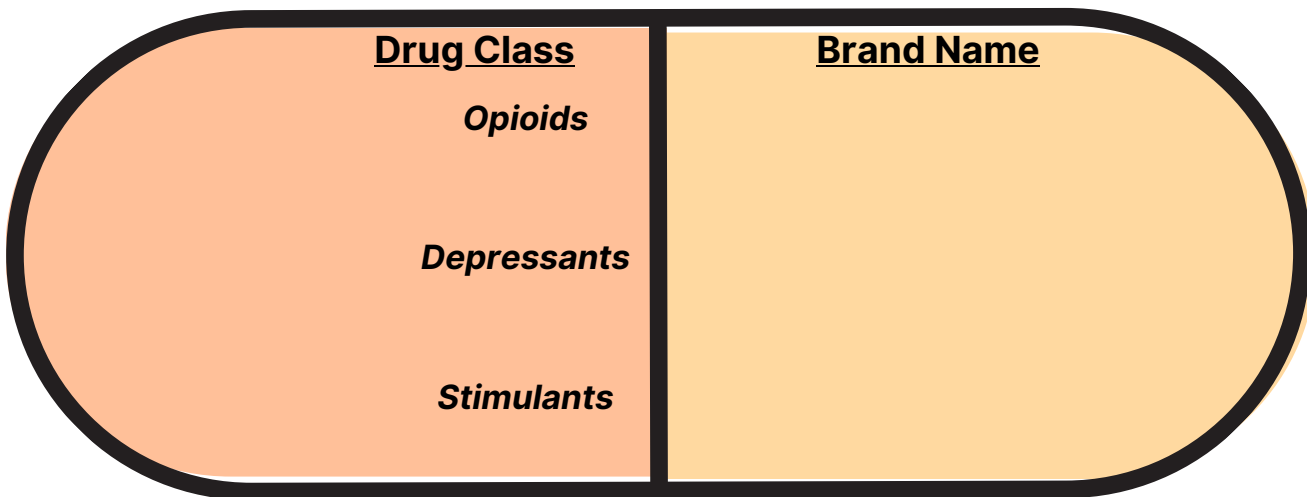 Drug Class
Brand Name
Opioids
Depressants
Stimulants